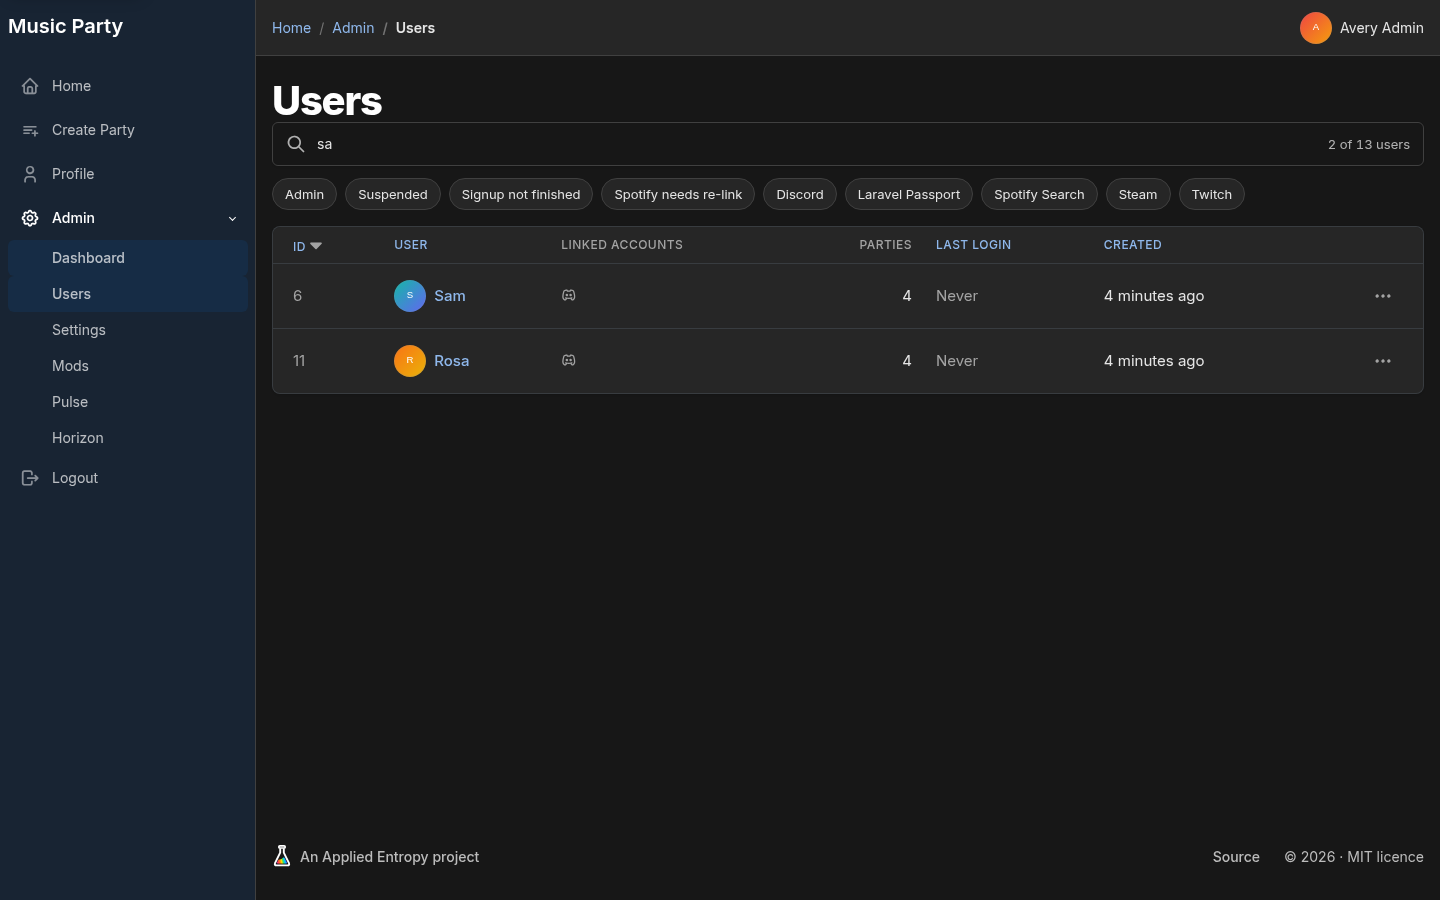 Music Party
Home
Create Party
Profile
Admin
Dashboard
Users
Settings
Mods
Pulse
Horizon
Logout
Home / Admin / Users
A Avery Admin
Users
sa 2 of 13 users
Admin Suspended Signup not finished Spotify needs re-link Discord Laravel Passport Spotify Search Steam Twitch
ID USER LINKED ACCOUNTS PARTIES LAST LOGIN CREATED
6 S Sam 4 Never 4 minutes ago
11 R Rosa 4 Never 4 minutes ago
An Applied Entropy project Source © 2026 · MIT licence